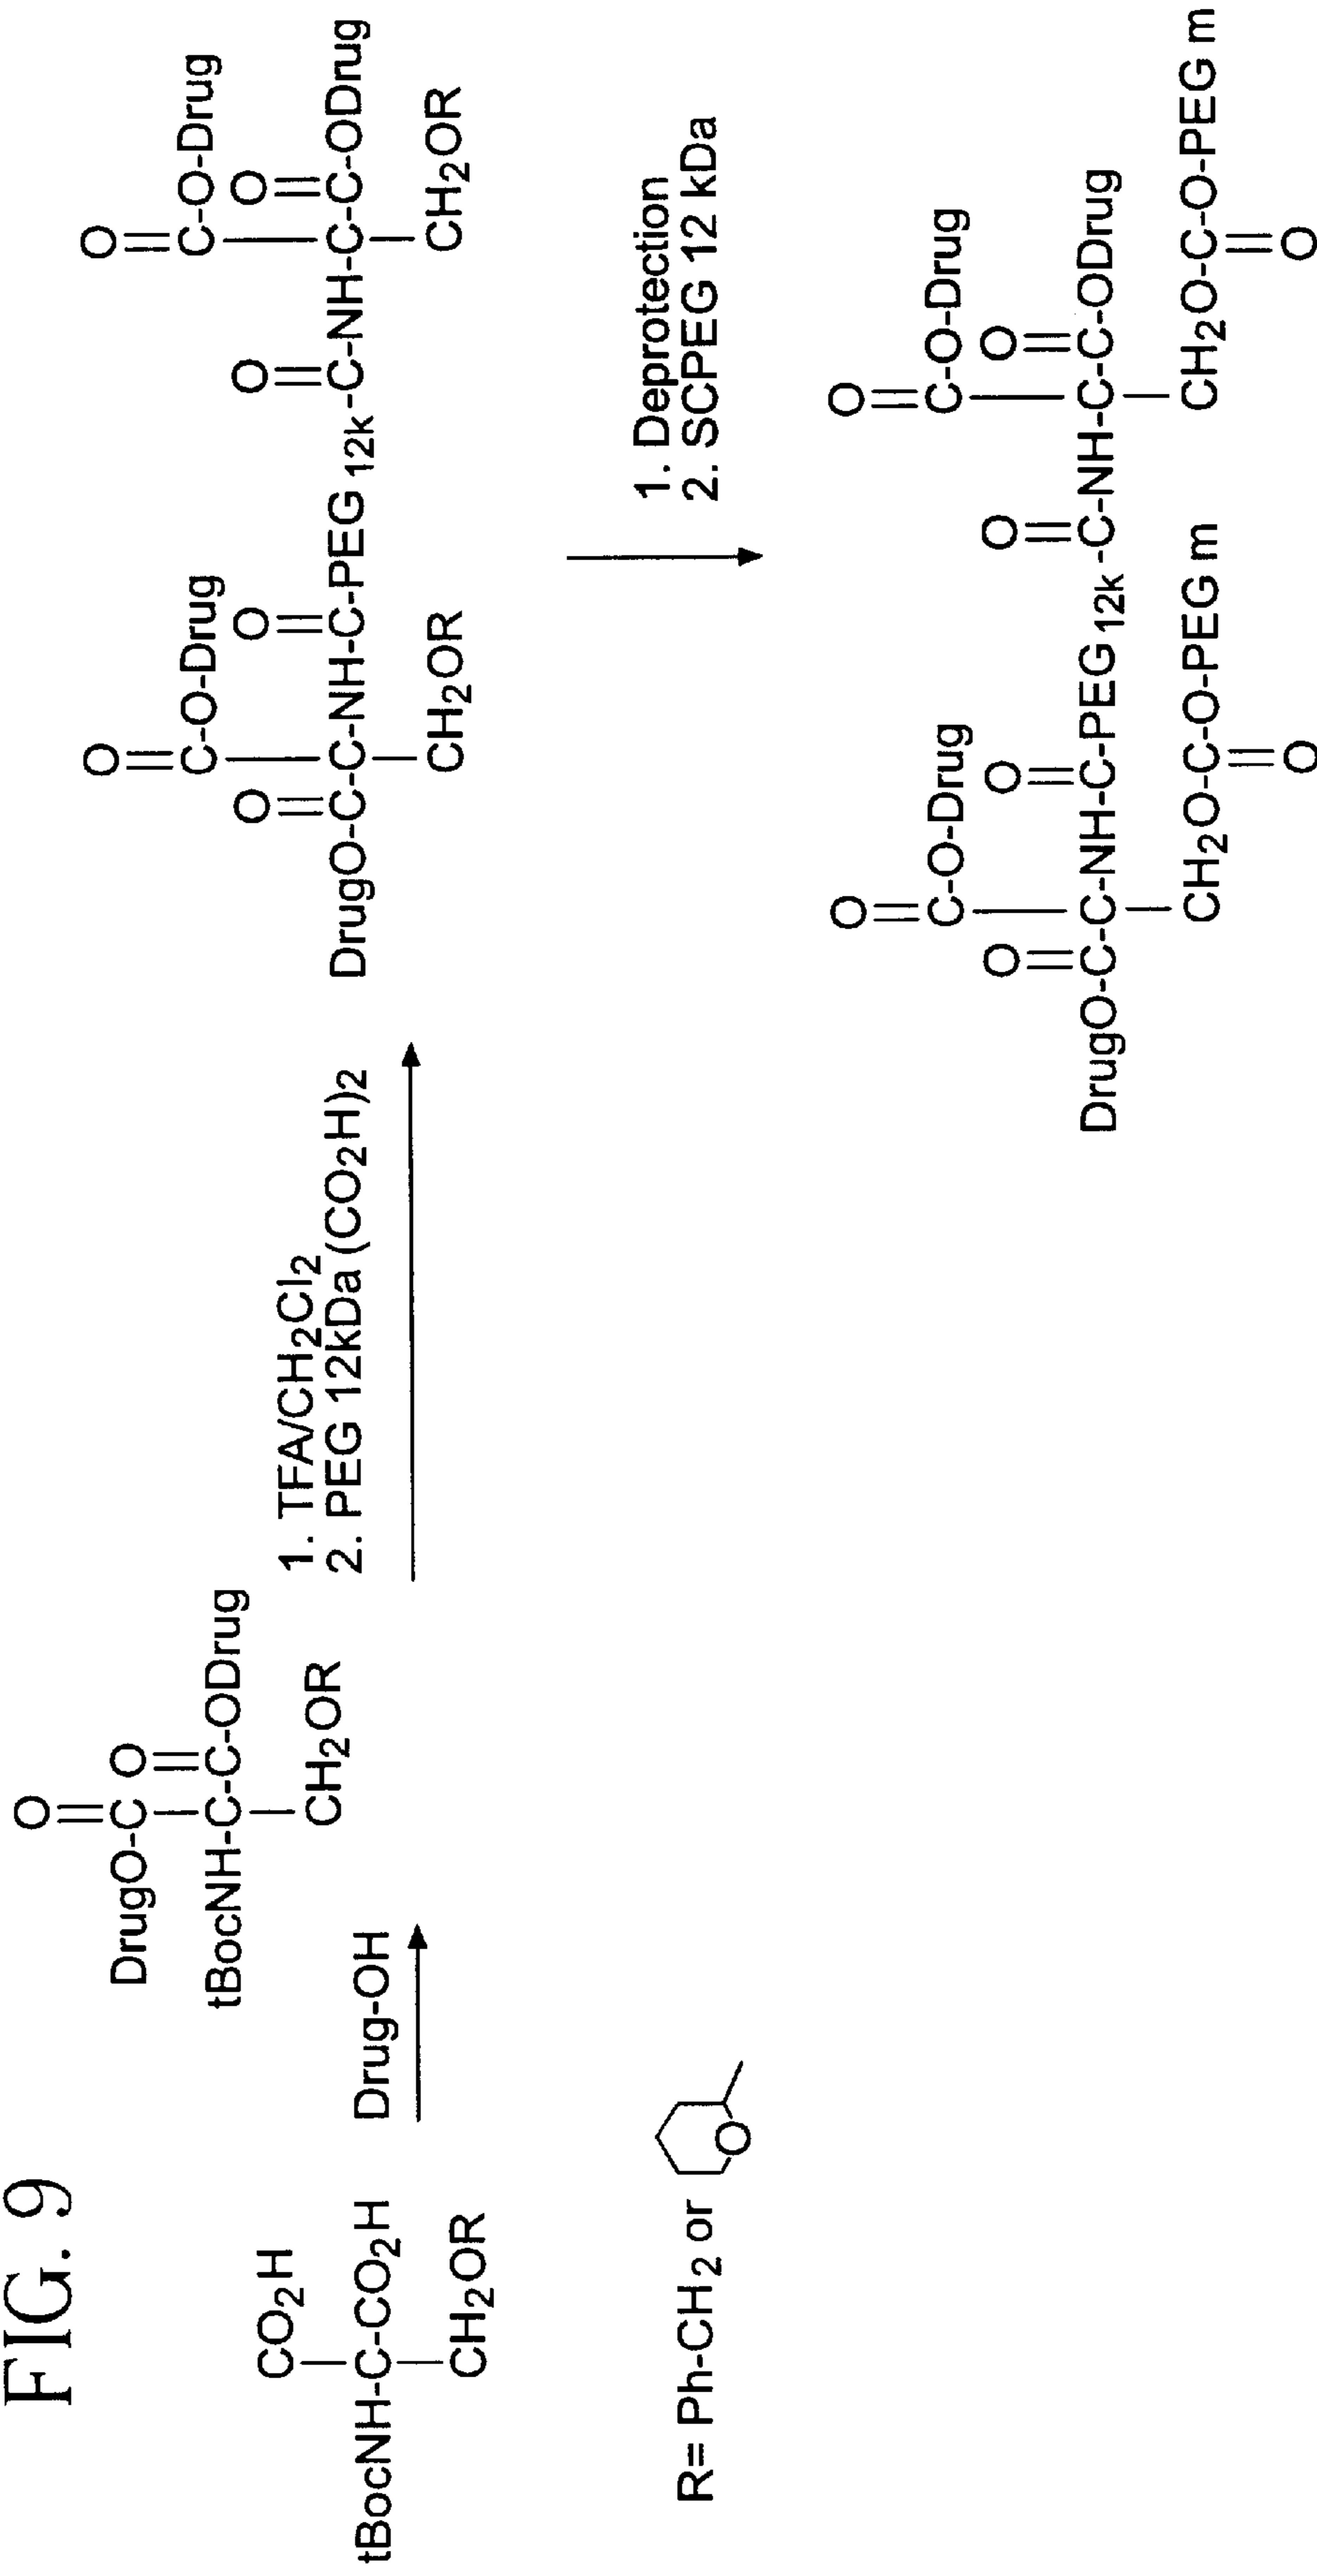 FIG. 9
CO2H
tBocNH-C-CO2H
CH2OR
Drug-OH
O
DrugO-C O
tBocNH-C-C-ODrug
CH2OR
1. TFA/CH2Cl2
2. PEG 12kDa (CO2H)2
O O
C-O-Drug C-O-Drug
O O O O
DrugO-C-C-NH-C-PEG 12k-C-NH-C-C-ODrug
CH2OR CH2OR
R= Ph-CH2 or
O
1. Deprotection
2. SCPEG 12 kDa
O O
C-O-Drug C-O-Drug
O O O O
DrugO-C-C-NH-C-PEG 12k-C-NH-C-C-ODrug
CH2O-C-O-PEG m CH2O-C-O-PEG m
O O